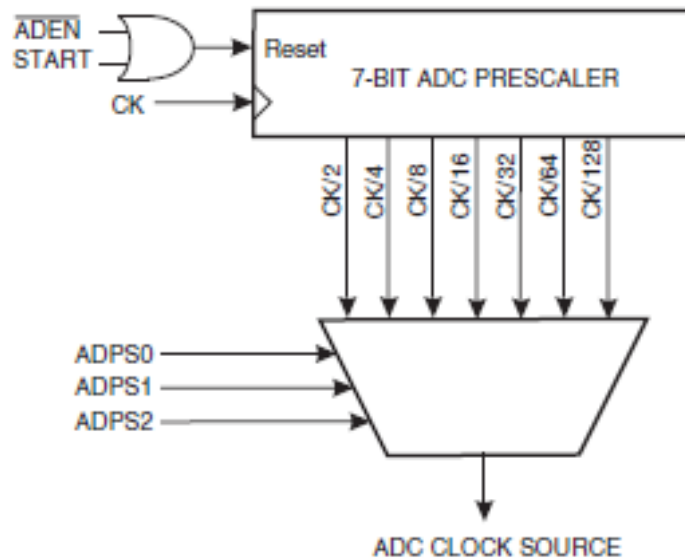 ADEN
START
Reset
7-BIT ADC PRESCALER
CK
CK/2
CK/4
CK/8
CK/16
CK/32
CK/64
CK/128
ADPS0
ADPS1
ADPS2
ADC CLOCK SOURCE